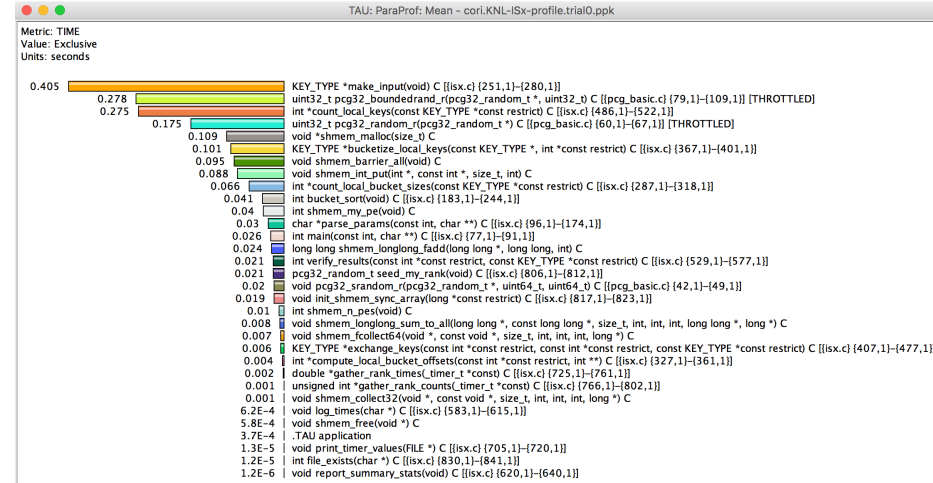 TAU: ParaProf: Mean - cori.KNL-ISx-profile.trial0.ppk
Metric: TIME
Value: Exclusive
Units: seconds
0.405 KEY_TYPE *make_input(void) C [{isx.c} {251,1}-{280,1}]
0.278 uint32_t pcg32_boundedrand_r(pcg32_random_t *, uint32_t) C [{pcg_basic.c} {79,1}-{109,1}] [THROTTLED]
0.275 int *count_local_keys(const KEY_TYPE *const restrict) C [{isx.c} {486,1}-{522,1}]
0.175 uint32_t pcg32_random_r(pcg32_random_t *) C [{pcg_basic.c} {60,1}-{67,1}] [THROTTLED]
0.109 void *shmem_malloc(size_t) C
0.101 KEY_TYPE *bucketize_local_keys(const KEY_TYPE *, int *const restrict) C [{isx.c} {367,1}-{401,1}]
0.095 void shmem_barrier_all(void) C
0.088 void shmem_int_put(int *, const int *, size_t, int) C
0.066 int *count_local_bucket_sizes(const KEY_TYPE *const restrict) C [{isx.c} {287,1}-{318,1}]
0.041 int bucket_sort(void) C [{isx.c} {183,1}-{244,1}]
0.04 int shmem_my_pe(void) C
0.03 char *parse_params(const int, char **) C [{isx.c} {96,1}-{174,1}]
0.026 int main(const int, char **) C [{isx.c} {77,1}-{91,1}]
0.024 long long shmem_longlong_fadd(long long *, long long, int) C
0.021 int verify_results(const int *const restrict, const KEY_TYPE *const restrict) C [{isx.c} {529,1}-{577,1}]
0.021 pcg32_random_t seed_my_rank(void) C [{isx.c} {806,1}-{812,1}]
0.02 void pcg32_srandom_r(pcg32_random_t *, uint64_t, uint64_t) C [{pcg_basic.c} {42,1}-{49,1}]
0.019 void init_shmem_sync_array(long *const restrict) C [{isx.c} {817,1}-{823,1}]
0.01 int shmem_n_pes(void) C
0.008 void shmem_longlong_sum_to_all(long long *, const long long *, size_t, int, int, int, long long *, long *) C
0.007 void shmem_fcollect64(void *, const void *, size_t, int, int, int, long *) C
0.006 KEY_TYPE *exchange_keys(const int *const restrict, const int *const restrict, const KEY_TYPE *const restrict) C [{isx.c} {407,1}-{477,1}
0.004 int *compute_local_bucket_offsets(const int *const restrict, int **) C [{isx.c} {327,1}-{361,1}]
0.002 double *gather_rank_times(_timer_t *const) C [{isx.c} {725,1}-{761,1}]
0.001 unsigned int *gather_rank_counts(_timer_t *const) C [{isx.c} {766,1}-{802,1}]
0.001 void shmem_collect32(void *, const void *, size_t, int, int, int, long *) C
6.2E-4 void log_times(char *) C [{isx.c} {583,1}-{615,1}]
5.8E-4 void shmem_free(void *) C
3.7E-4 .TAU application
1.3E-5 void print_timer_values(FILE *) C [{isx.c} {705,1}-{720,1}]
1.2E-5 int file_exists(char *) C [{isx.c} {830,1}-{841,1}]
1.2E-6 void report_summary_stats(void) C [{isx.c} {620,1}-{640,1}]